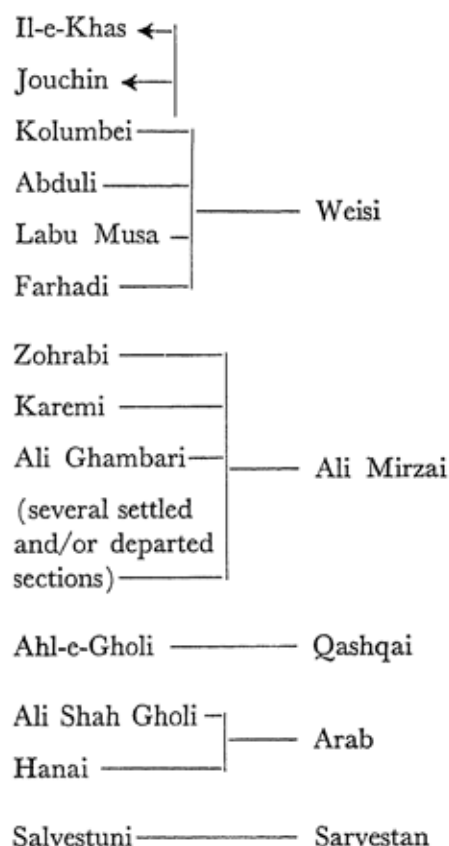 Il-e-Khas
Jouchin
Kolumbei
Abduli
Weisi
Labu Musa
Farhadi
Zohrabi
Karemi
Ali Ghambari
Ali Mirzai
(several settled
and/or departed
sections)
Ahl-e-Gholi Qashqai
Ali Shah Gholi
Arab
Hanai
Salvestuni Sarvestan